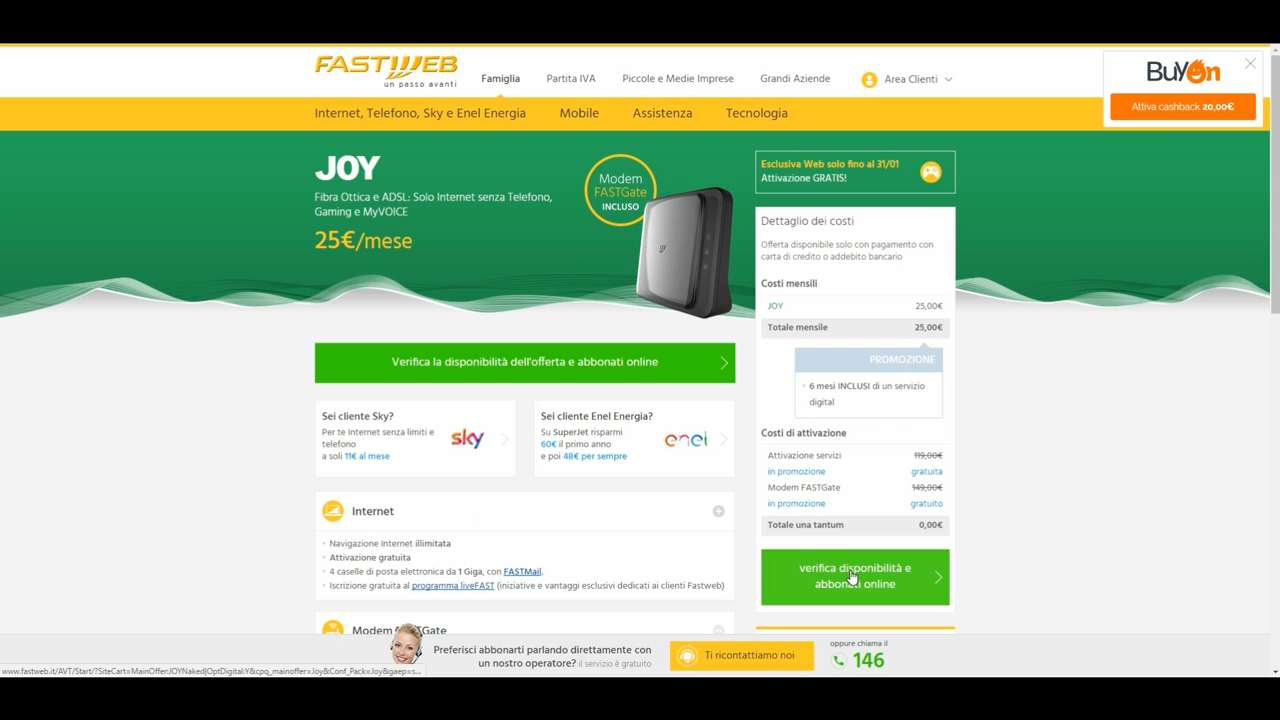 FASTWEB
un passo avanti
Famiglia
Partita IVA
Piccole e Medie Imprese
Grandi Aziende
Area Clienti
BuyOn
Attiva cashback 20,00€
Internet, Telefono, Sky e Enel Energia
Mobile
Assistenza
Tecnologia
JOY
Fibra Ottica e ADSL: Solo Internet senza Telefono,
Gaming e MyVOICE
25€/mese
Modem
FASTGate
INCLUSO
Esclusiva Web solo fino al 31/01
Attivazione GRATIS!
Dettaglio dei costi
Offerta disponibile solo con pagamento con
carta di credito o addebito bancario
Costi mensili
JOY 25,00€
Totale mensile 25,00€
PROMOZIONE
6 mesi INCLUSI di un servizio
digital
Costi di attivazione
Attivazione servizi 119,00€
in promozione gratuita
Modem FASTGate 149,00€
in promozione gratuito
Totale una tantum 0,00€
verifica disponibilità e
abbonati online
Verifica la disponibilità dell'offerta e abbonati online
Sei cliente Sky?
Per te Internet senza limiti e
telefono
a soli 11€ al mese
sky
Sei cliente Enel Energia?
Su SuperJet risparmi
60€ il primo anno
e poi 48€ per sempre
enel
Internet
Navigazione Internet illimitata
Attivazione gratuita
4 caselle di posta elettronica da 1 Giga, con FASTMail.
Iscrizione gratuita al programma liveFAST (iniziative e vantaggi esclusivi dedicati ai clienti Fastweb)
Modem FASTGate
Preferisci abbonarti parlando direttamente con
un nostro operatore? il servizio è gratuito
Ti ricontattiamo noi
oppure chiama il
146
www.fastweb.it/AVT/Start/?SiteCart=MainOffer:JOYNaked|OptDigital:Y&cpq_mainoffer=Joy&Conf_Pack=Joy&gaep=s...